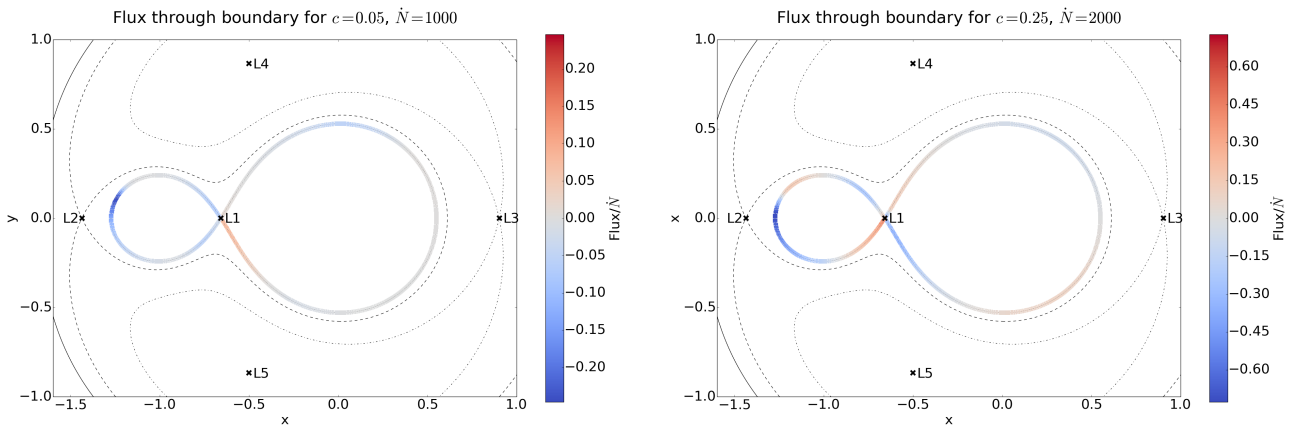 Flux through boundary for c=0.05, Ṅ=1000
1.0
0.5
0.0
−0.5
−1.0
y
−1.5 −1.0 −0.5 0.0 0.5 1.0
x
L4
L2
L1
L3
L5
0.20
0.15
0.10
0.05
0.00
−0.05
−0.10
−0.15
−0.20
Flux/Ṅ
Flux through boundary for c=0.25, Ṅ=2000
1.0
0.5
0.0
−0.5
−1.0
x
−1.5 −1.0 −0.5 0.0 0.5 1.0
x
L4
L2
L1
L3
L5
0.60
0.45
0.30
0.15
0.00
−0.15
−0.30
−0.45
−0.60
Flux/Ṅ